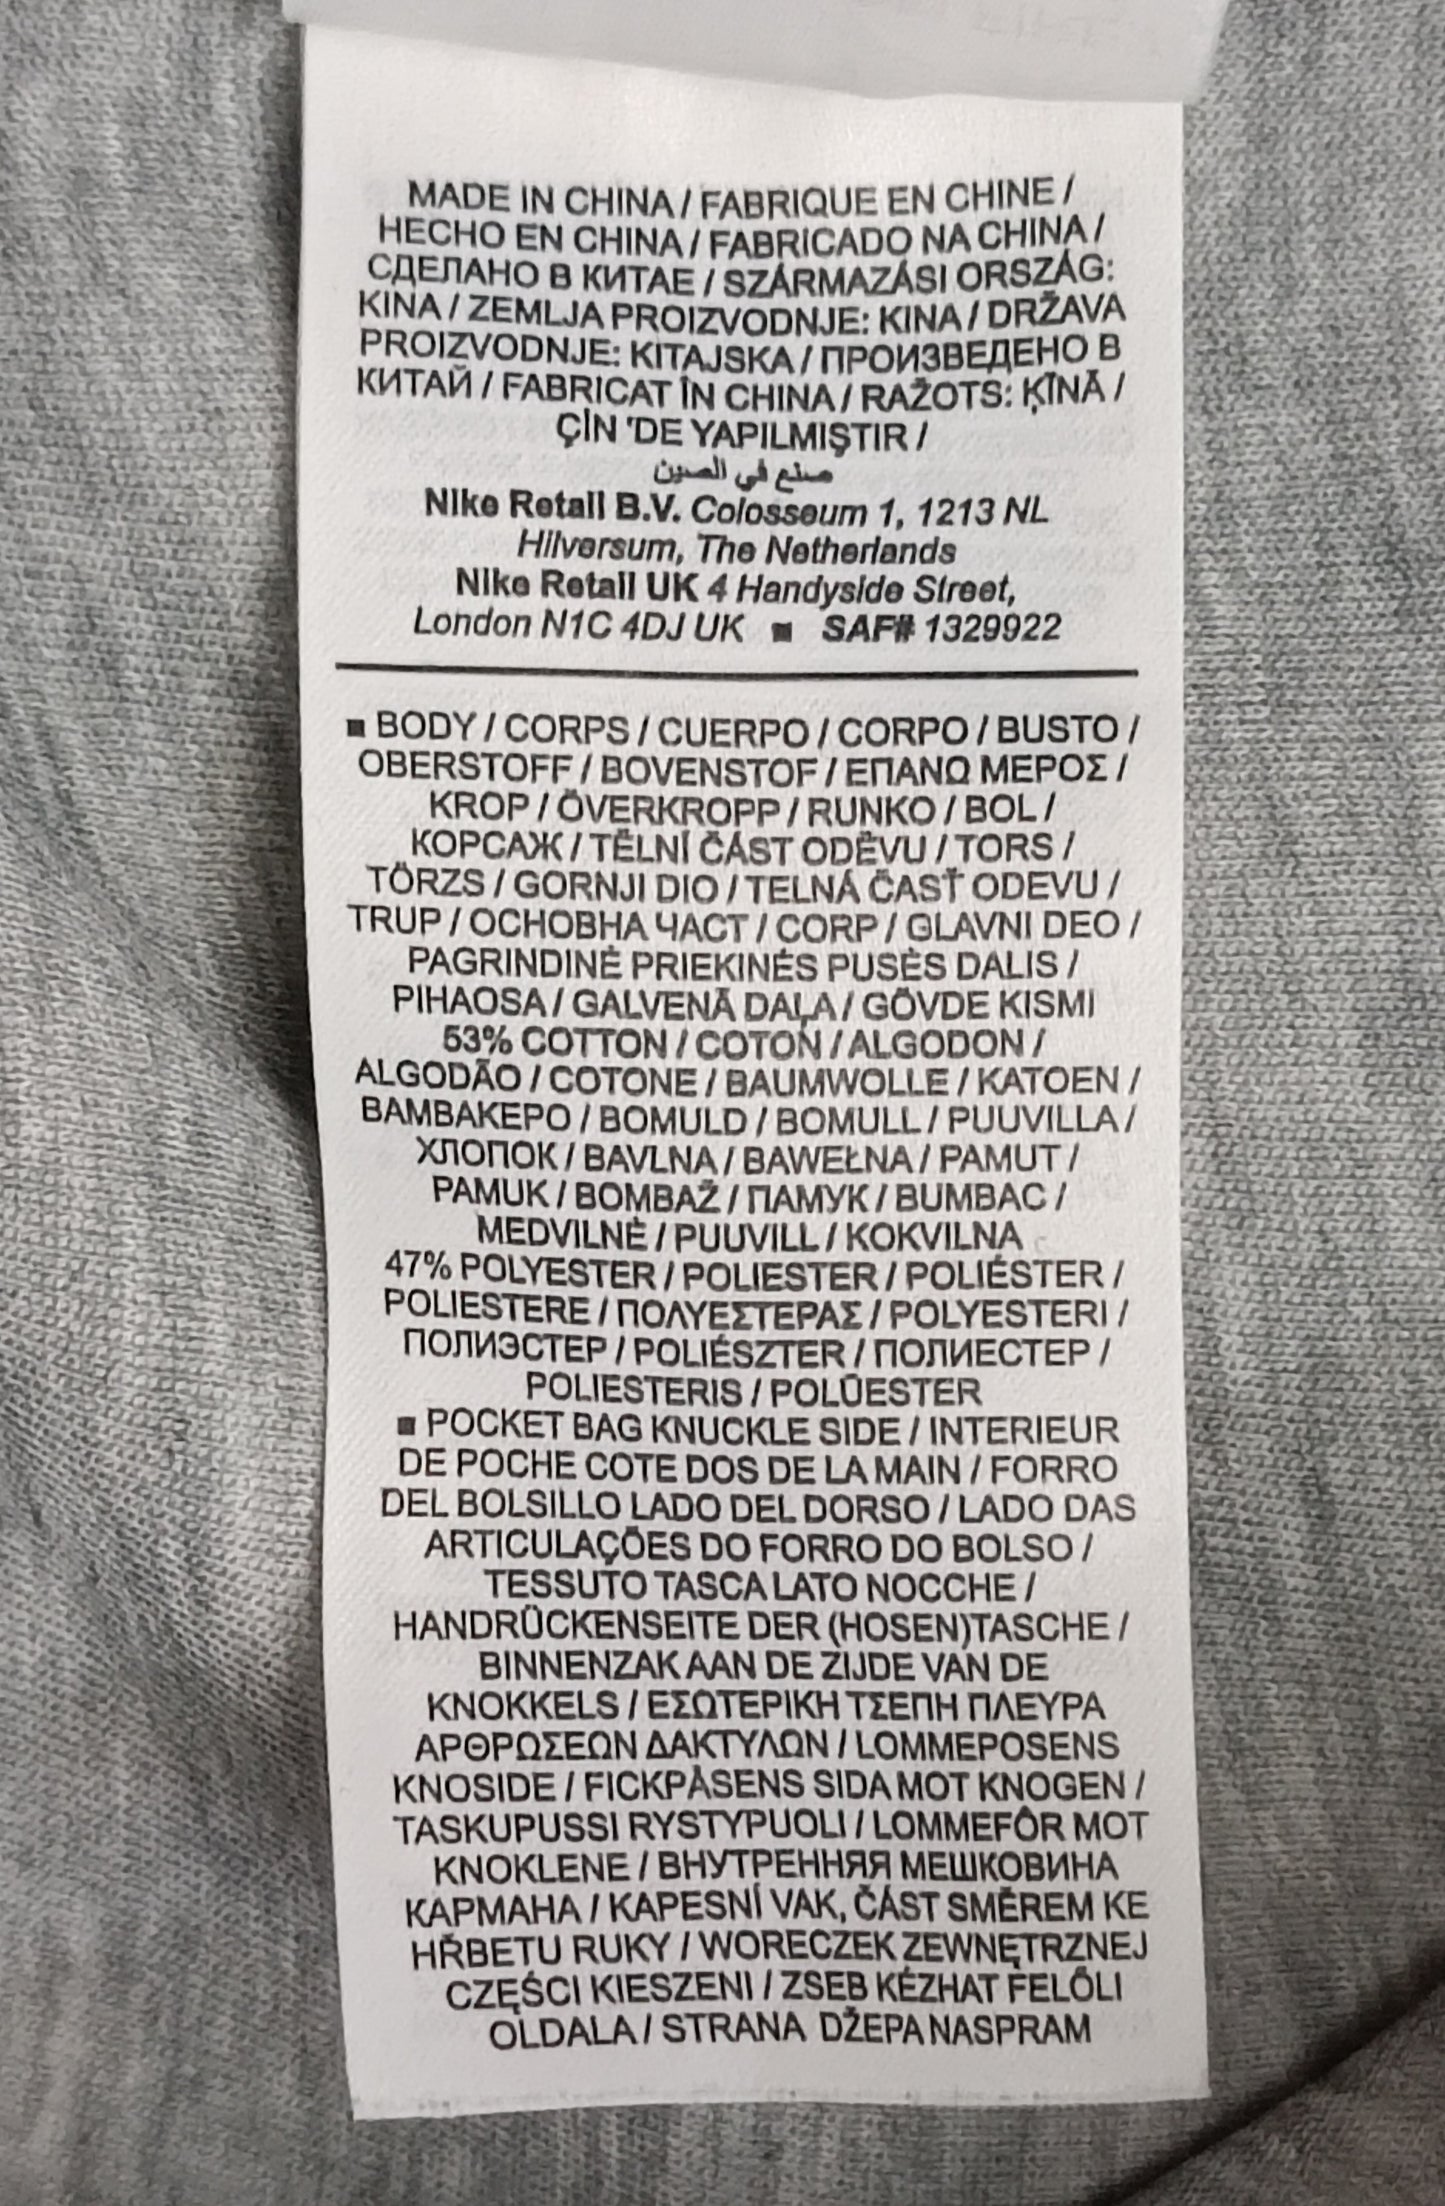 MADE IN CHINA / FABRIQUE EN CHINE /
HECHO EN CHINA / FABRICADO NA CHINA /
СДЕЛАНО В КИТАЕ / SZÁRMAZÁSI ORSZÁG:
KINA / ZEMLJA PROIZVODNJE: KINA / DRŽAVA
PROIZVODNJE: KITAJSKA / ПРОИЗВЕДЕНО В
КИТАЙ / FABRICAT ÎN CHINA / RAŽOTS: ĶĪNĀ /
ÇİN 'DE YAPILMIŞTIR /
صنع في الصين
Nike Retail B.V. Colosseum 1, 1213 NL
Hilversum, The Netherlands
Nike Retail UK 4 Handyside Street,
London N1C 4DJ UK ■ SAF# 1329922
■ BODY / CORPS / CUERPO / CORPO / BUSTO /
OBERSTOFF / BOVENSTOF / ΕΠΑΝΩ ΜΕΡΟΣ /
KROP / ÖVERKROPP / RUNKO / BOL /
КОРСАЖ / TĚLNÍ ČÁST ODĚVU / TORS /
TÖRZS / GORNJI DIO / TELNÁ ČASŤ ODEVU /
TRUP / ОСНОВНА ЧАСТ / CORP / GLAVNI DEO /
PAGRINDINĖ PRIEKINĖS PUSĖS DALIS /
PIHAOSA / GALVENĀ DAĻA / GÖVDE KISMI
53% COTTON / COTON / ALGODON /
ALGODÃO / COTONE / BAUMWOLLE / KATOEN /
ΒΑΜΒΑΚΕΡΟ / BOMULD / BOMULL / PUUVILLA /
ХЛОПОК / BAVLNA / BAWEŁNA / PAMUT /
PAMUK / BOMBAŽ / ПАМУК / BUMBAC /
MEDVILNĖ / PUUVILL / KOKVILNA
47% POLYESTER / POLIESTER / POLIÉSTER /
POLIESTERE / ΠΟΛΥΕΣΤΕΡΑΣ / POLYESTERI /
ПОЛИЭСТЕР / POLIÉSZTER / ПОЛИЕСТЕР /
POLIESTERIS / POLÜESTER
■ POCKET BAG KNUCKLE SIDE / INTERIEUR
DE POCHE COTE DOS DE LA MAIN / FORRO
DEL BOLSILLO LADO DEL DORSO / LADO DAS
ARTICULAÇÕES DO FORRO DO BOLSO /
TESSUTO TASCA LATO NOCCHE /
HANDRÜCKENSEITE DER (HOSEN)TASCHE /
BINNENZAK AAN DE ZIJDE VAN DE
KNOKKELS / ΕΣΩΤΕΡΙΚΗ ΤΣΕΠΗ ΠΛΕΥΡΑ
ΑΡΘΡΩΣΕΩΝ ΔΑΚΤΥΛΩΝ / LOMMEPOSENS
KNOSIDE / FICKPÅSENS SIDA MOT KNOGEN /
TASKUPUSSI RYSTYPUOLI / LOMMEFÔR MOT
KNOKLENE / ВНУТРЕННЯЯ МЕШКОВИНА
КАРМАНА / KAPESNÍ VAK, ČÁST SMĚREM KE
HŘBETU RUKY / WORECZEK ZEWNĘTRZNEJ
CZĘŚCI KIESZENI / ZSEB KÉZHAT FELŐLI
OLDALA / STRANA DŽEPA NASPRAM